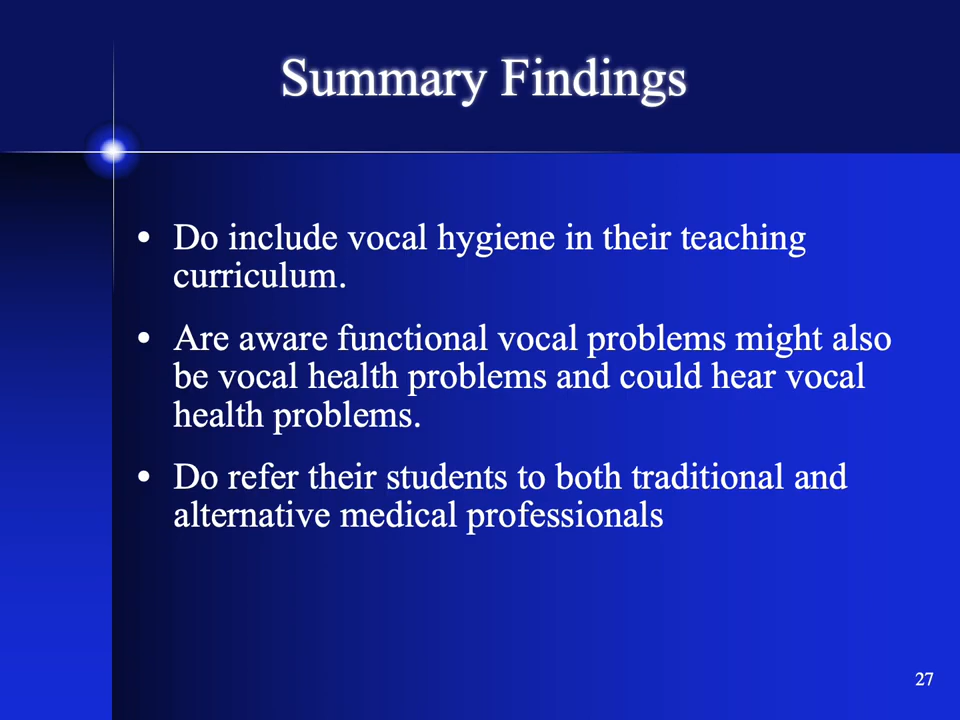 Summary Findings
• Do include vocal hygiene in their teaching
curriculum.
• Are aware functional vocal problems might also
be vocal health problems and could hear vocal
health problems.
• Do refer their students to both traditional and
alternative medical professionals
27